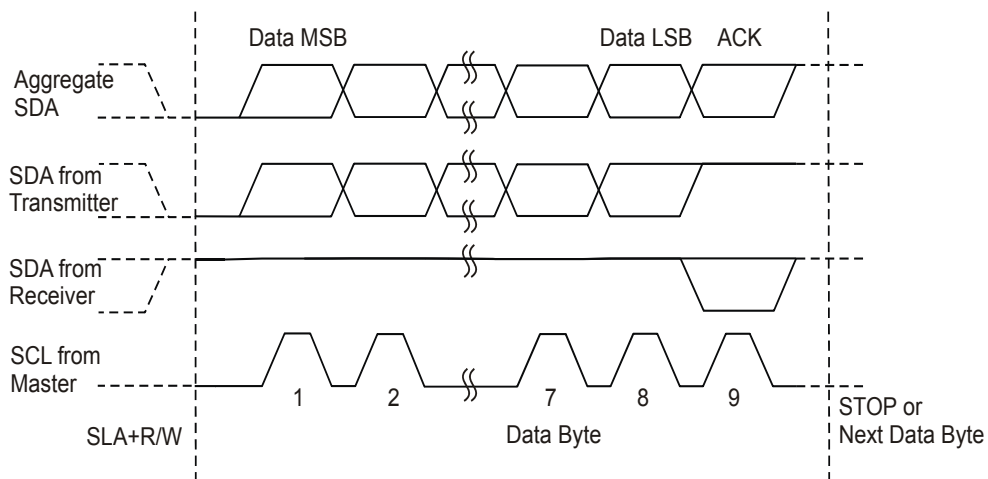 Data MSB
Data LSB
ACK
Aggregate
SDA
SDA from
Transmitter
SDA from
Receiver
SCL from
Master
1
2
7
8
9
SLA+R/W
Data Byte
STOP or
Next Data Byte